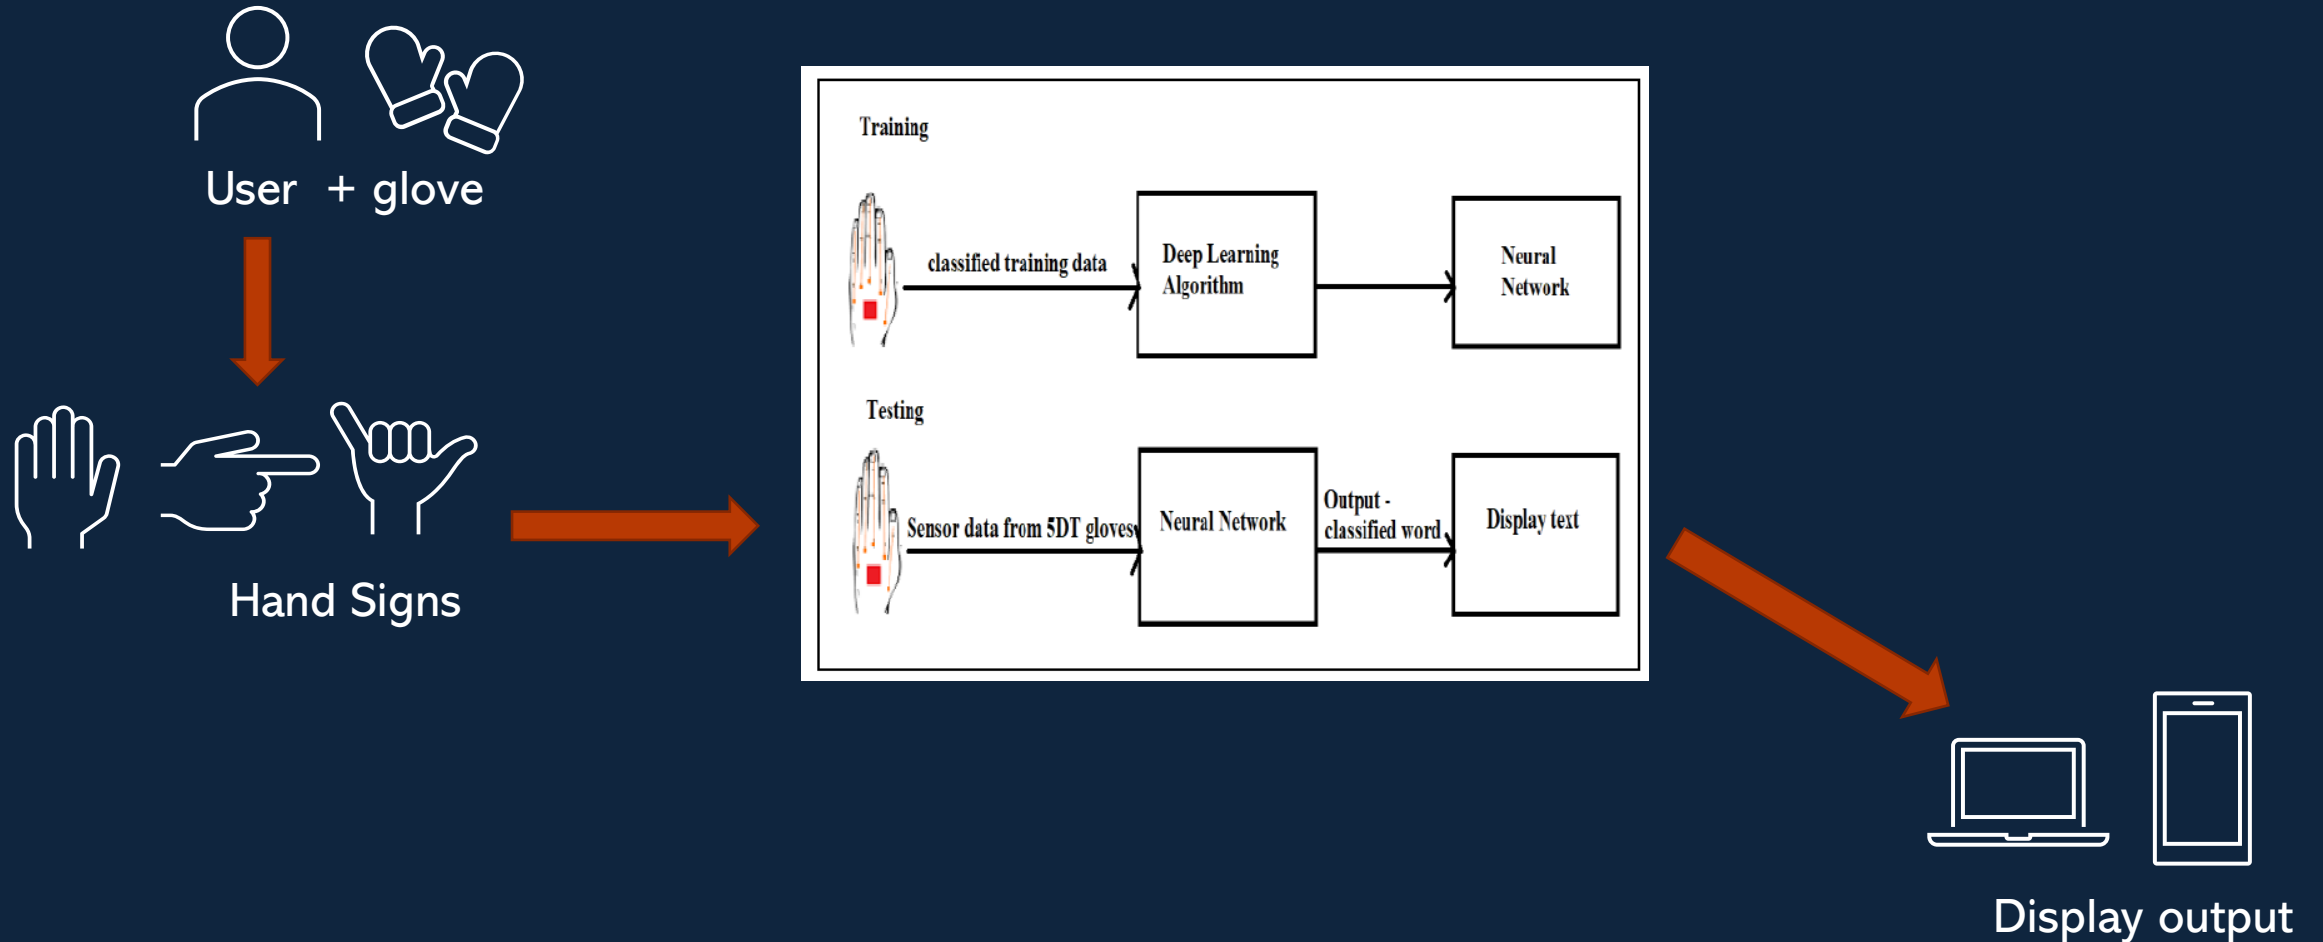 User + glove
Hand Signs
Training
classified training data
Deep Learning
Algorithm
Neural
Network
Testing
Sensor data from 5DT gloves
Neural Network
Output -
classified word
Display text
Display output